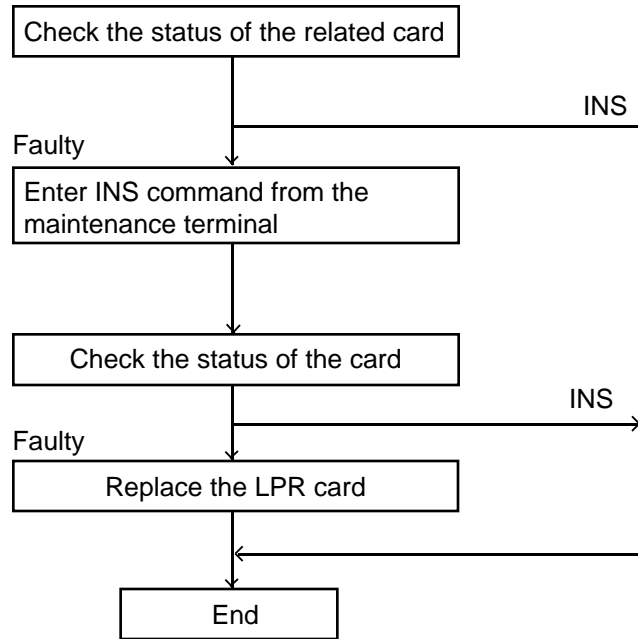 Check the status of the related card
INS
Faulty
Enter INS command from the
maintenance terminal
Check the status of the card
INS
Faulty
Replace the LPR card
End